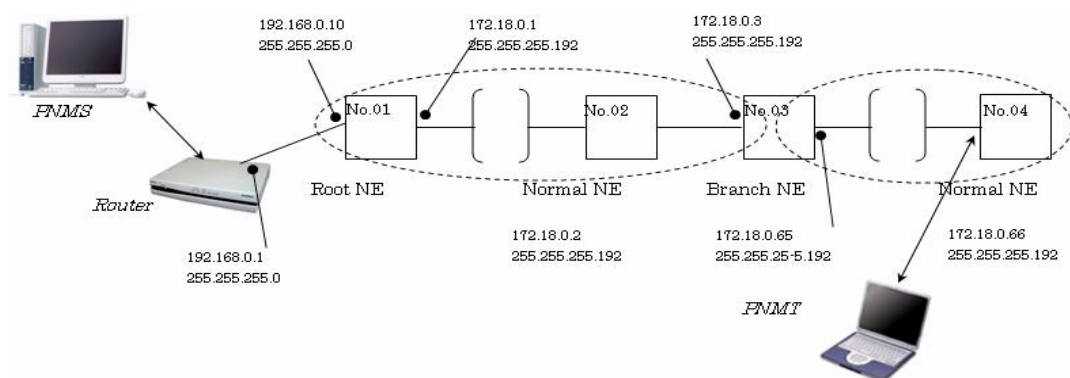 192.168.0.10
255.255.255.0
172.18.0.1
255.255.255.192
172.18.0.3
255.255.255.192
No.01
No.02
No.03
No.04
PNMS
Root NE
Normal NE
Branch NE
Normal NE
Router
192.168.0.1
255.255.255.0
172.18.0.2
255.255.255.192
172.18.0.65
255.255.25-5.192
172.18.0.66
255.255.255.192
PNMT